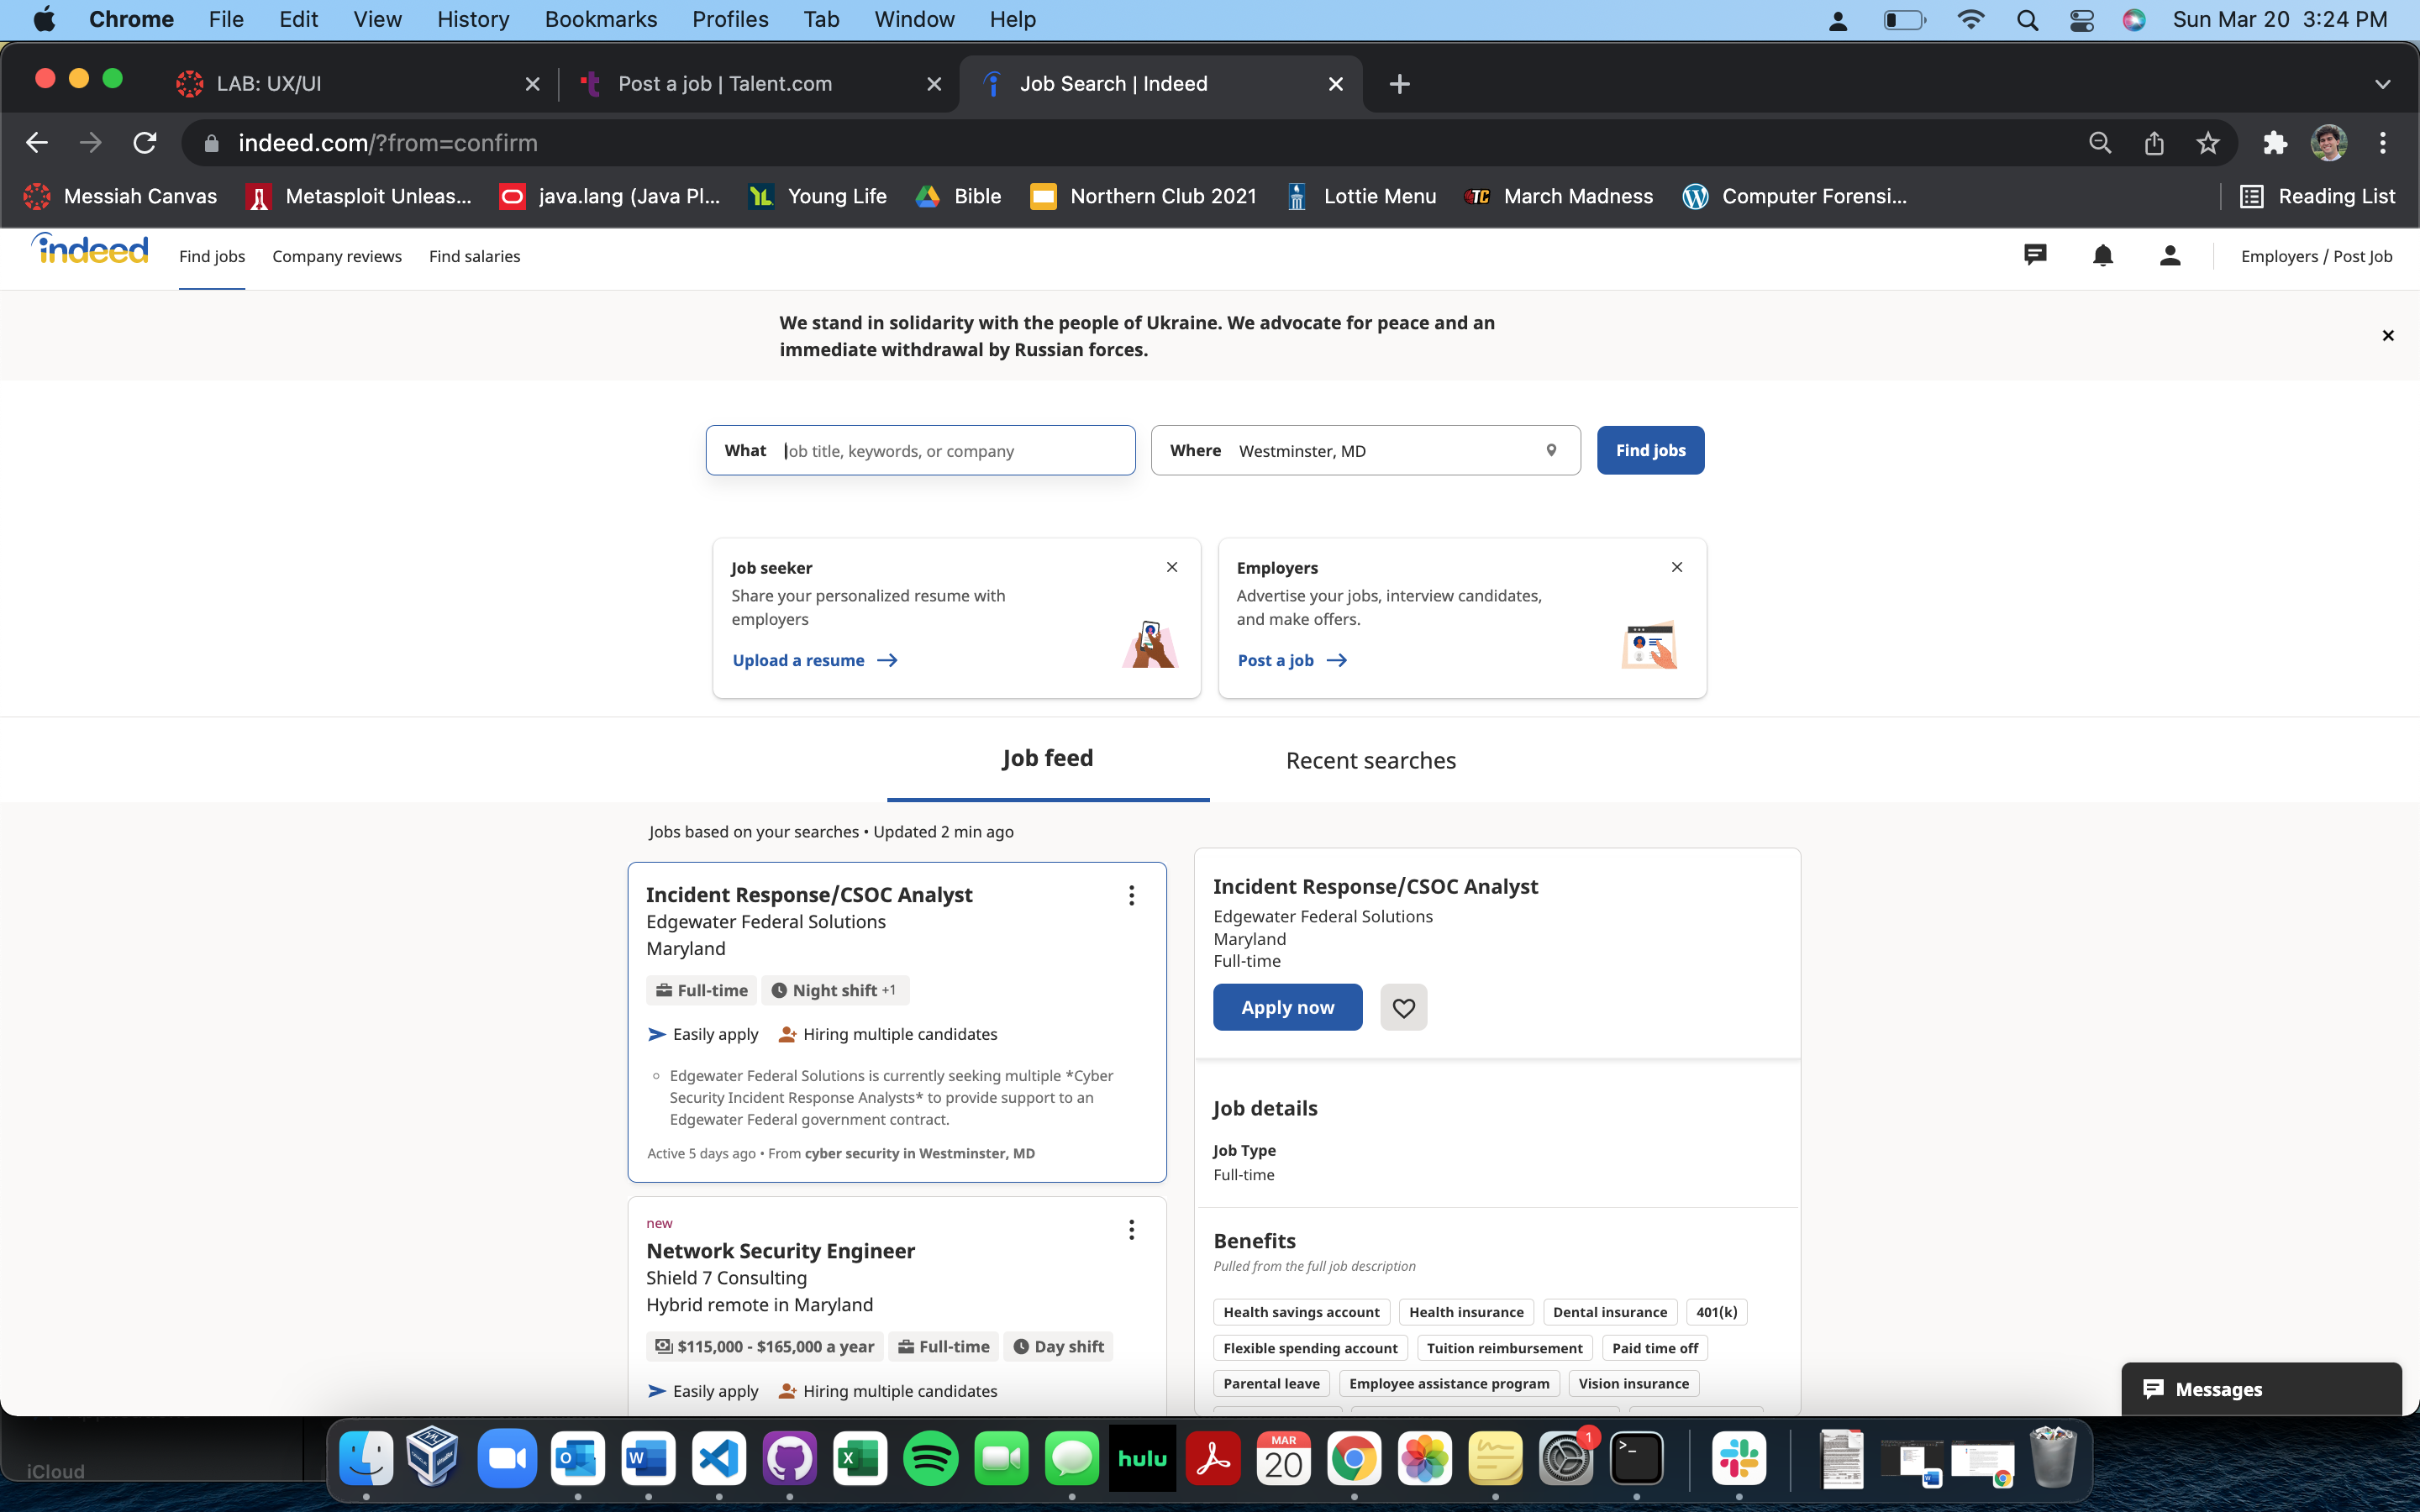 Chrome File Edit View History Bookmarks Profiles Tab Window Help Sun Mar 20 3:24 PM
LAB: UX/UI Post a job | Talent.com Job Search | Indeed
indeed.com/?from=confirm
Messiah Canvas Metasploit Unleas... java.lang (Java Pl... Young Life Bible Northern Club 2021 Lottie Menu March Madness Computer Forensi... Reading List
indeed Find jobs Company reviews Find salaries Employers / Post Job
We stand in solidarity with the people of Ukraine. We advocate for peace and an
immediate withdrawal by Russian forces.
What Job title, keywords, or company Where Westminster, MD Find jobs
Job seeker
Share your personalized resume with
employers
Upload a resume
Employers
Advertise your jobs, interview candidates,
and make offers.
Post a job
Job feed Recent searches
Jobs based on your searches • Updated 2 min ago
Incident Response/CSOC Analyst
Edgewater Federal Solutions
Maryland
Full-time Night shift +1
Easily apply Hiring multiple candidates
Edgewater Federal Solutions is currently seeking multiple *Cyber
Security Incident Response Analysts* to provide support to an
Edgewater Federal government contract.
Active 5 days ago • From cyber security in Westminster, MD
new
Network Security Engineer
Shield 7 Consulting
Hybrid remote in Maryland
$115,000 - $165,000 a year Full-time Day shift
Easily apply Hiring multiple candidates
Incident Response/CSOC Analyst
Edgewater Federal Solutions
Maryland
Full-time
Apply now
Job details
Job Type
Full-time
Benefits
Pulled from the full job description
Health savings account Health insurance Dental insurance 401(k)
Flexible spending account Tuition reimbursement Paid time off
Parental leave Employee assistance program Vision insurance
Messages
iCloud
hulu
MAR
20
1